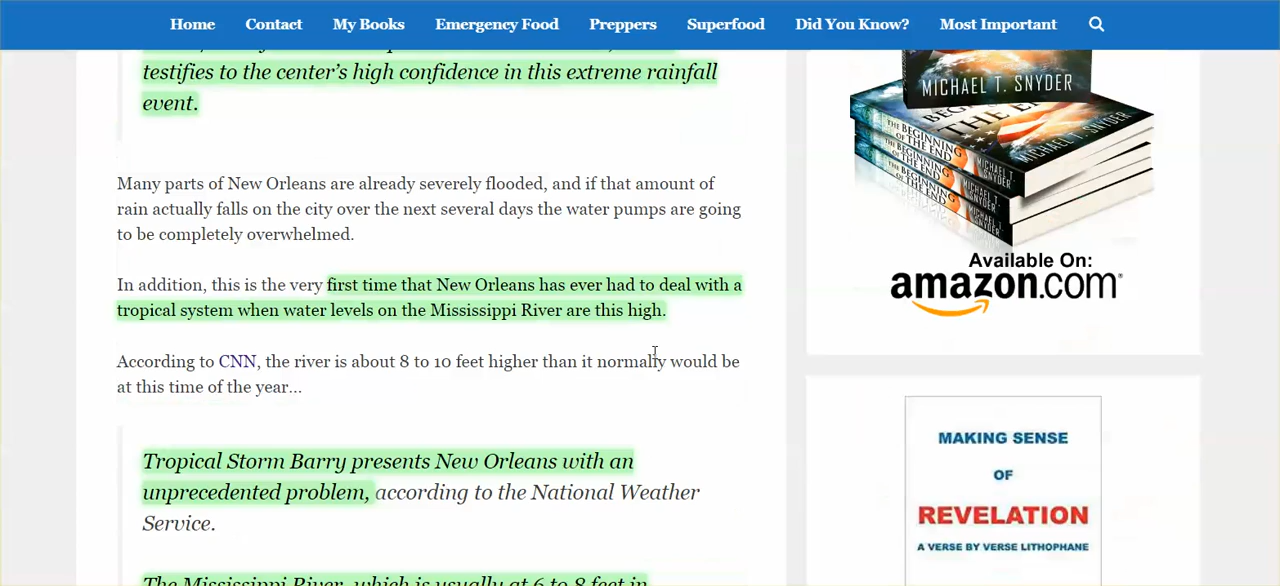 Home Contact My Books Emergency Food Preppers Superfood Did You Know? Most Important
testifies to the center's high confidence in this extreme rainfall
event.
Many parts of New Orleans are already severely flooded, and if that amount of
rain actually falls on the city over the next several days the water pumps are going
to be completely overwhelmed.
In addition, this is the very first time that New Orleans has ever had to deal with a
tropical system when water levels on the Mississippi River are this high.
According to CNN, the river is about 8 to 10 feet higher than it normally would be
at this time of the year…
Tropical Storm Barry presents New Orleans with an
unprecedented problem, according to the National Weather
Service.
The Mississippi River, which is usually at 6 to 8 feet in
MICHAEL T. SNYDER
THE BEGINNING
OF THE END
MICHAEL T.
SNYDER
Available On:
amazon.com
MAKING SENSE
OF
REVELATION
A VERSE BY VERSE LITHOPHANE